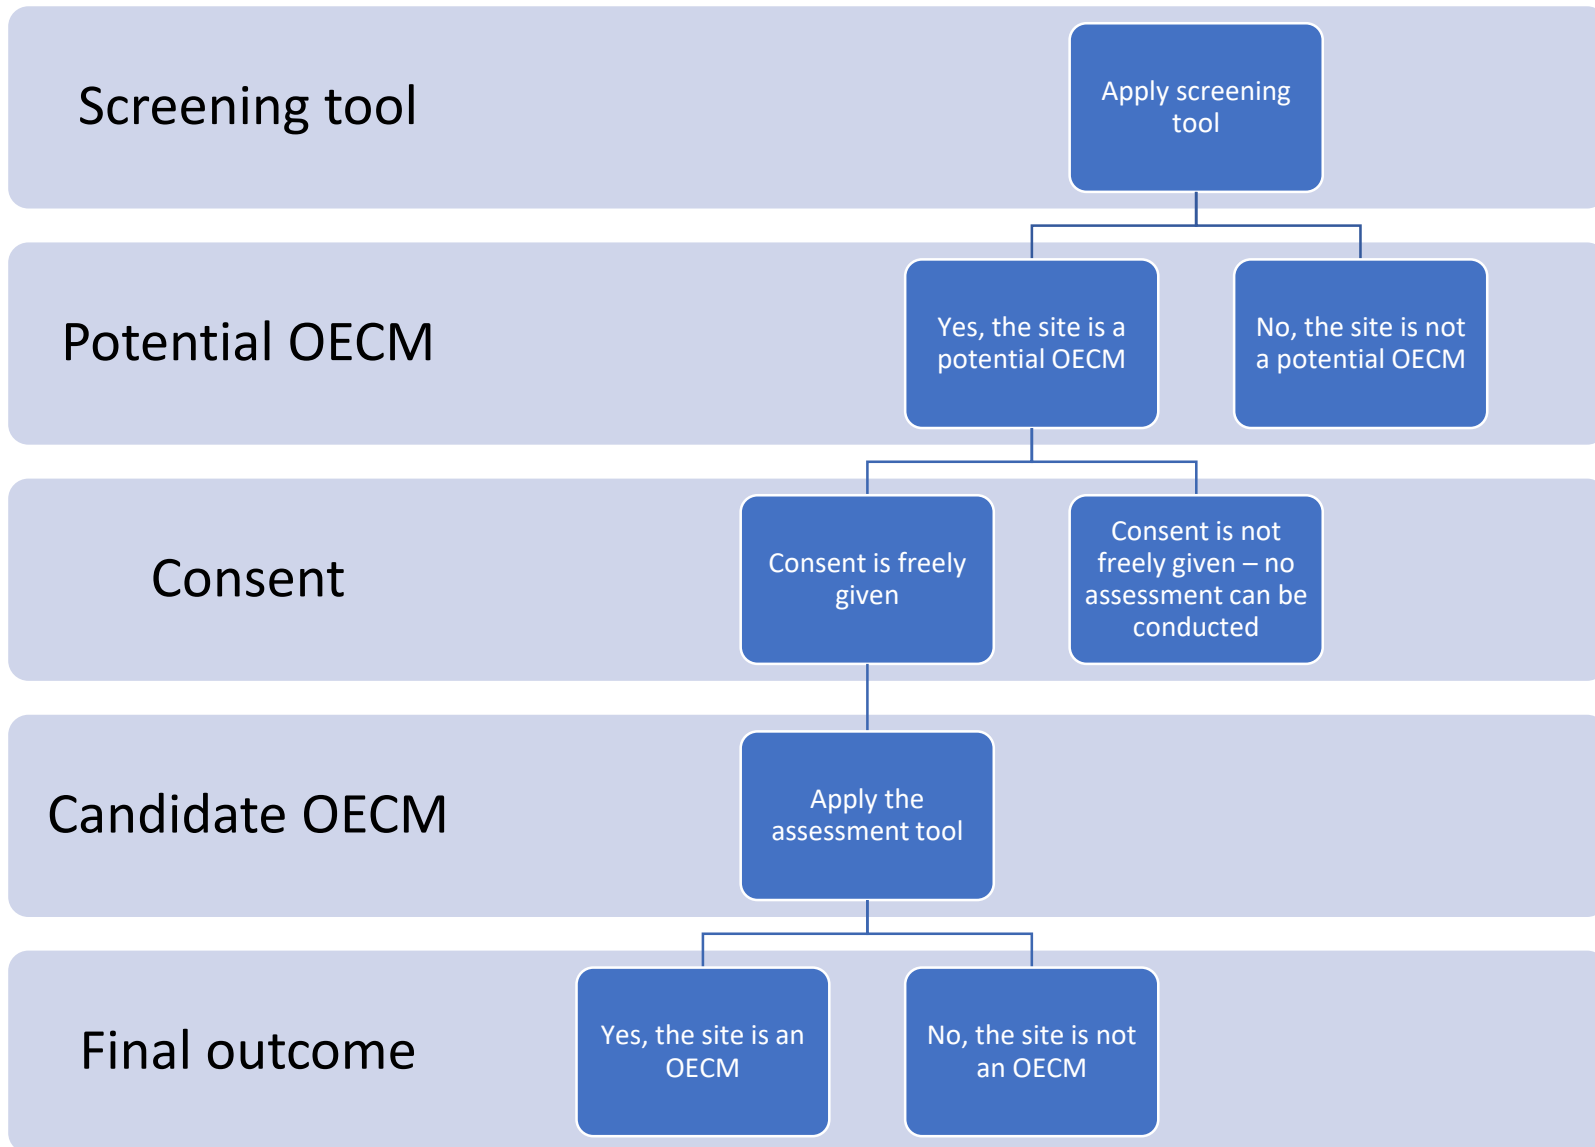 Screening tool
Apply screening
tool
Potential OECM
Yes, the site is a
potential OECM
No, the site is not
a potential OECM
Consent
Consent is freely
given
Consent is not
freely given – no
assessment can be
conducted
Candidate OECM
Apply the
assessment tool
Final outcome
Yes, the site is an
OECM
No, the site is not
an OECM